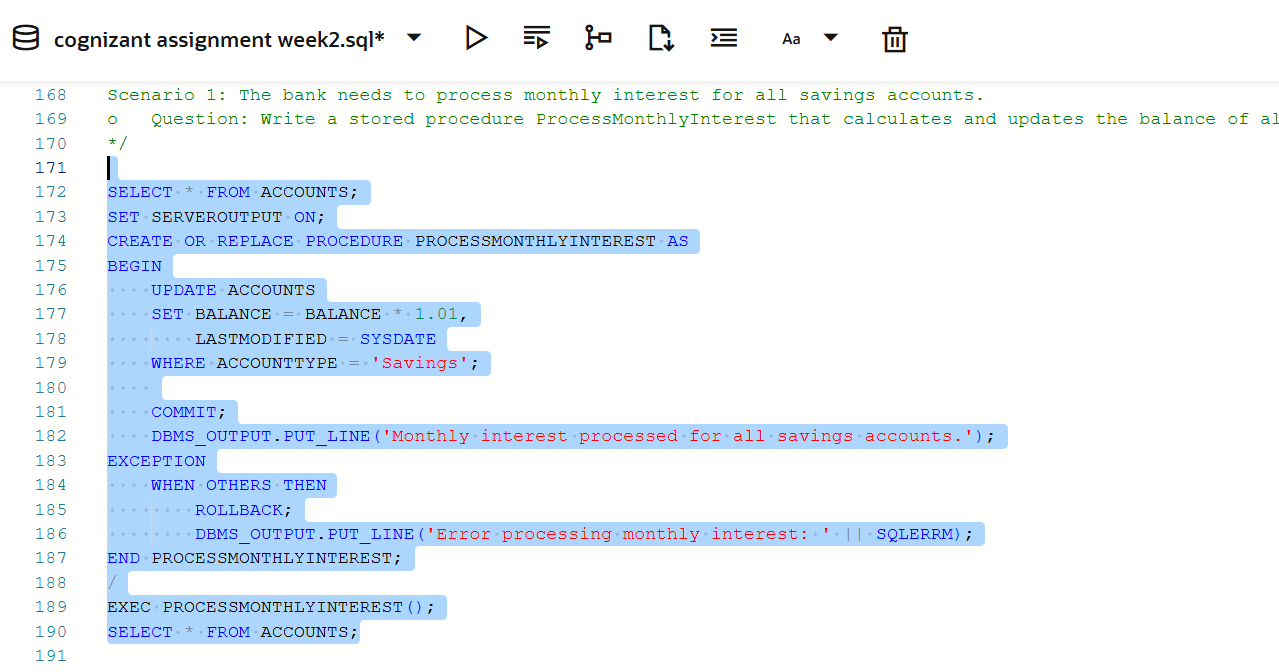 cognizant assignment week2.sql*
Aa
168 Scenario 1: The bank needs to process monthly interest for all savings accounts.
169 o   Question: Write a stored procedure ProcessMonthlyInterest that calculates and updates the balance of al
170 */
171
172 SELECT * FROM ACCOUNTS;
173 SET SERVEROUTPUT ON;
174 CREATE OR REPLACE PROCEDURE PROCESSMONTHLYINTEREST AS
175 BEGIN
176     UPDATE ACCOUNTS
177     SET BALANCE = BALANCE * 1.01,
178         LASTMODIFIED = SYSDATE
179     WHERE ACCOUNTTYPE = 'Savings';
180
181     COMMIT;
182     DBMS_OUTPUT.PUT_LINE('Monthly interest processed for all savings accounts.');
183 EXCEPTION
184     WHEN OTHERS THEN
185         ROLLBACK;
186         DBMS_OUTPUT.PUT_LINE('Error processing monthly interest: ' || SQLERRM);
187 END PROCESSMONTHLYINTEREST;
188 /
189 EXEC PROCESSMONTHLYINTEREST();
190 SELECT * FROM ACCOUNTS;
191